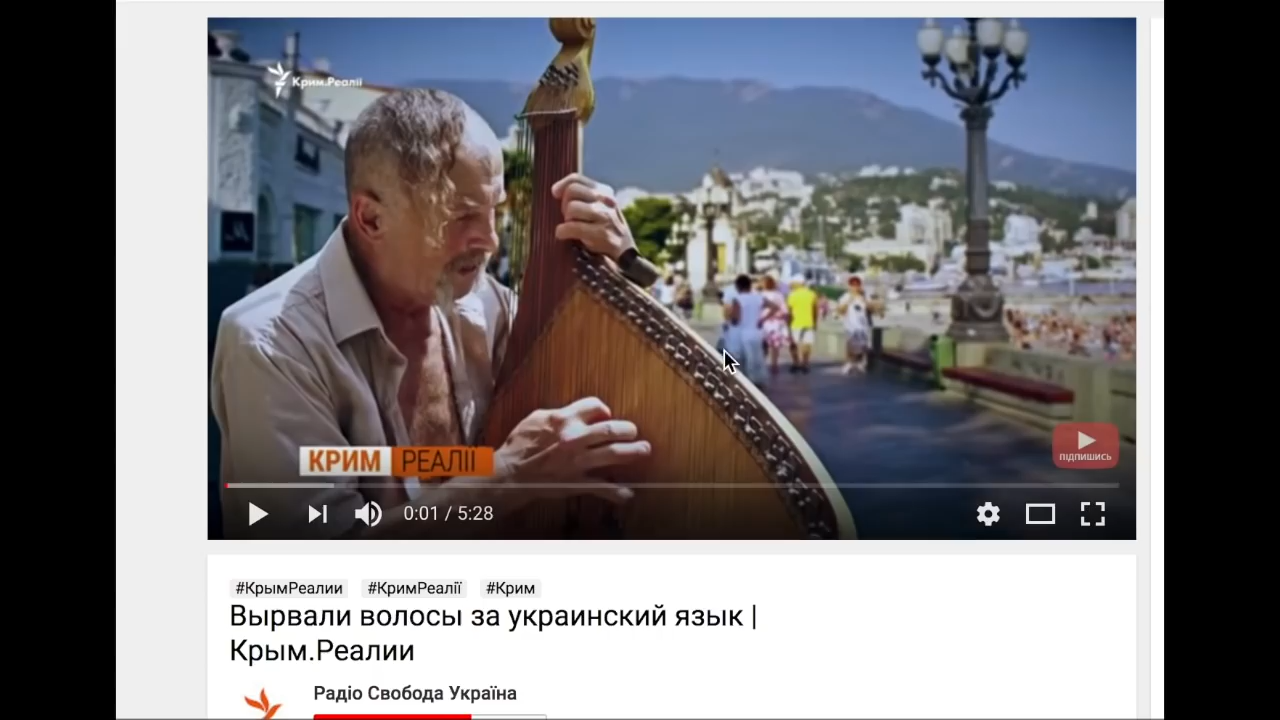 Крим.Реалії
КРИМ РЕАЛІЇ
ПІДПИШИСЬ
0:01 / 5:28
#КрымРеалии #КримРеалії #Крим
Вырвали волосы за украинский язык |
Крым.Реалии
Радіо Свобода Україна